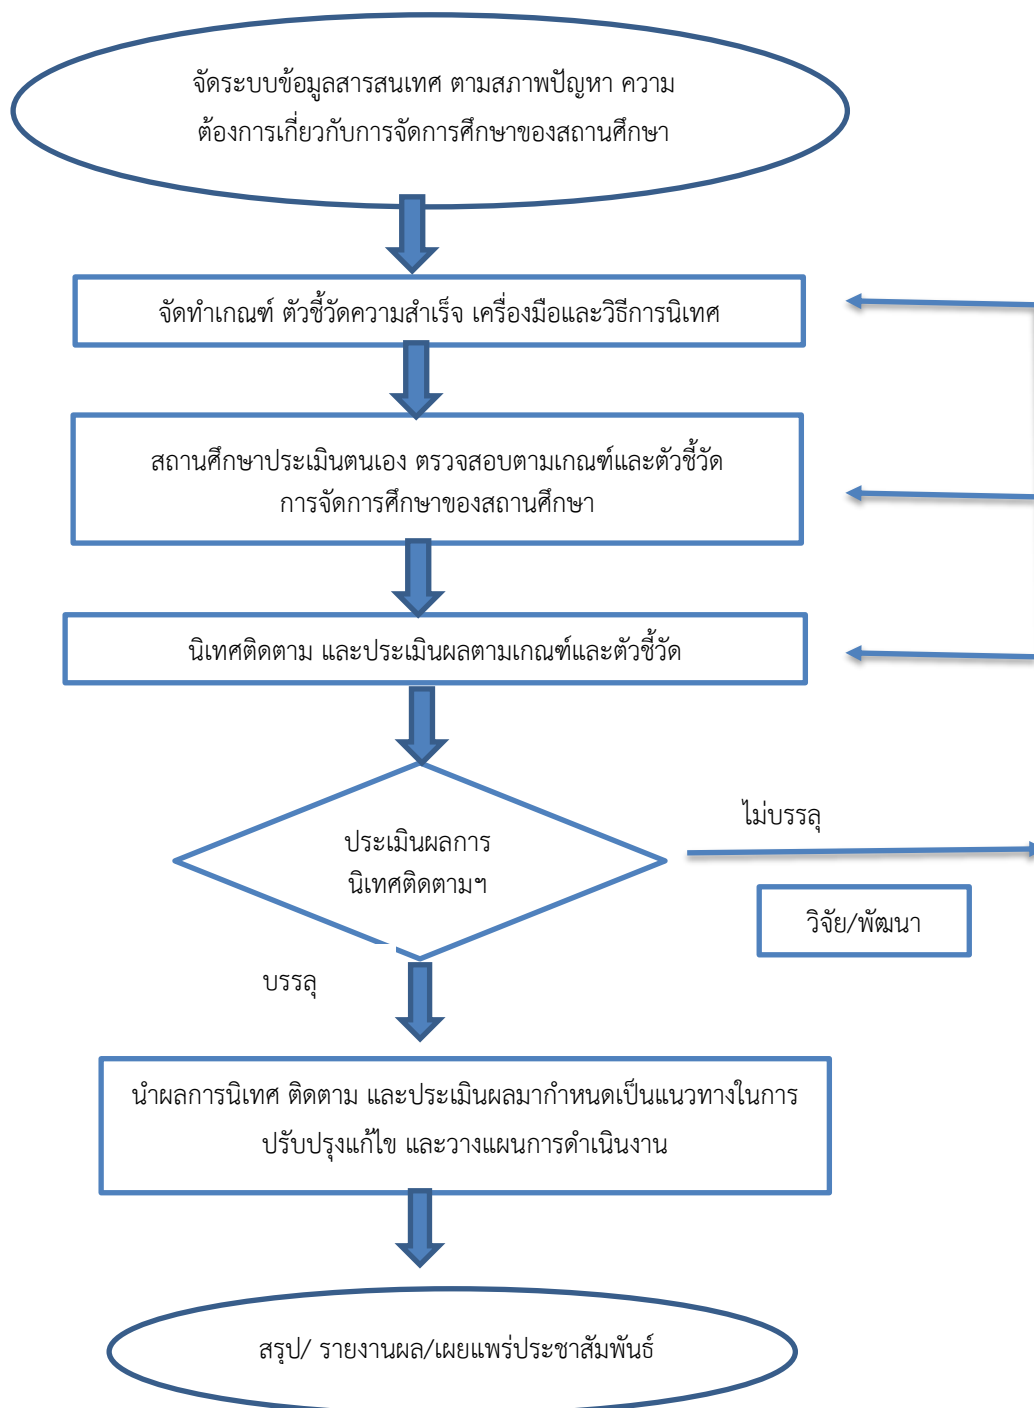 จัดระบบข้อมูลสารสนเทศ ตามสภาพปัญหา ความ
ต้องการเกี่ยวกับการจัดการศึกษาของสถานศึกษา
จัดทำเกณฑ์ ตัวชี้วัดความสำเร็จ เครื่องมือและวิธีการนิเทศ
สถานศึกษาประเมินตนเอง ตรวจสอบตามเกณฑ์และตัวชี้วัด
การจัดการศึกษาของสถานศึกษา
นิเทศติดตาม และประเมินผลตามเกณฑ์และตัวชี้วัด
ไม่บรรลุ
ประเมินผลการ
นิเทศติดตามฯ
วิจัย/พัฒนา
บรรลุ
นำผลการนิเทศ ติดตาม และประเมินผลมากำหนดเป็นแนวทางในการ
ปรับปรุงแก้ไข และวางแผนการดำเนินงาน
สรุป/ รายงานผล/เผยแพร่ประชาสัมพันธ์